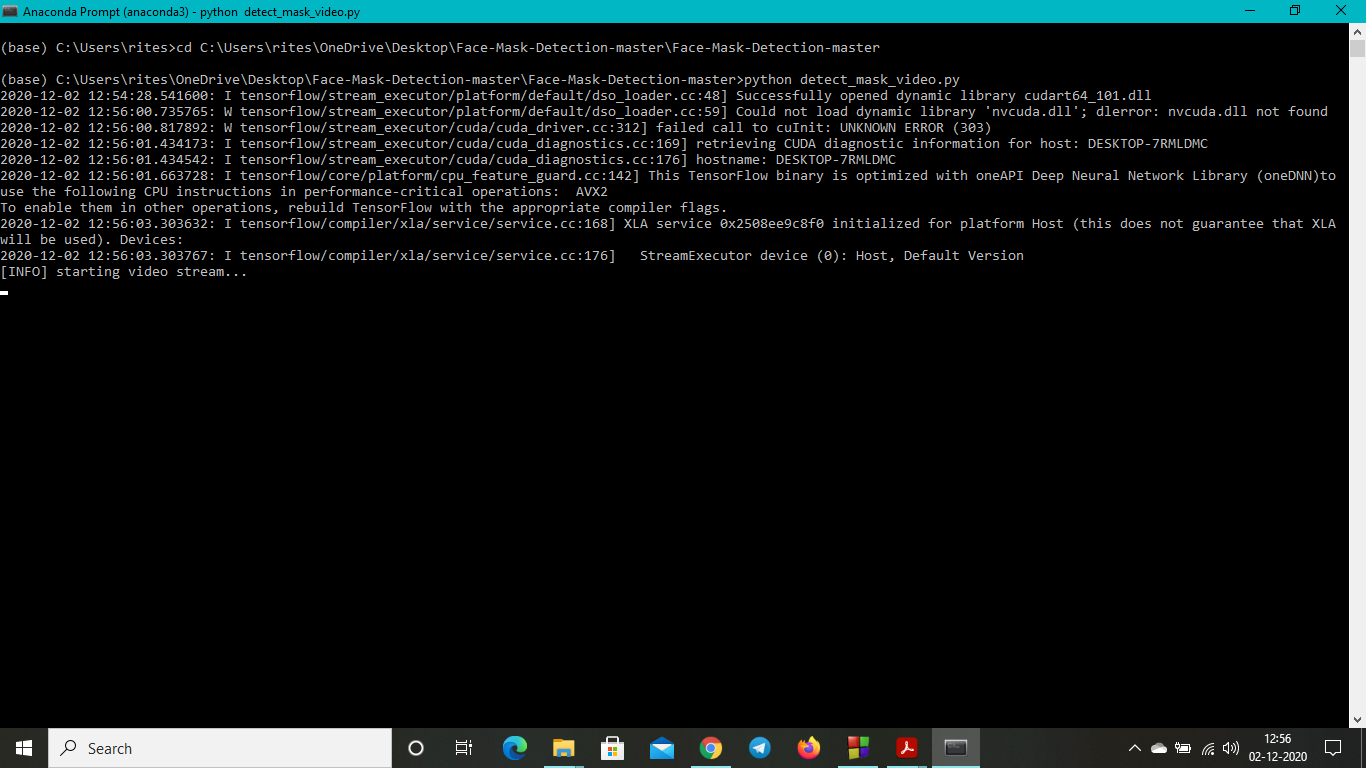 Anaconda Prompt (anaconda3) - python  detect_mask_video.py
(base) C:\Users\rites>cd C:\Users\rites\OneDrive\Desktop\Face-Mask-Detection-master\Face-Mask-Detection-master
(base) C:\Users\rites\OneDrive\Desktop\Face-Mask-Detection-master\Face-Mask-Detection-master>python detect_mask_video.py
2020-12-02 12:54:28.541600: I tensorflow/stream_executor/platform/default/dso_loader.cc:48] Successfully opened dynamic library cudart64_101.dll
2020-12-02 12:56:00.735765: W tensorflow/stream_executor/platform/default/dso_loader.cc:59] Could not load dynamic library 'nvcuda.dll'; dlerror: nvcuda.dll not found
2020-12-02 12:56:00.817892: W tensorflow/stream_executor/cuda/cuda_driver.cc:312] failed call to cuInit: UNKNOWN ERROR (303)
2020-12-02 12:56:01.434173: I tensorflow/stream_executor/cuda/cuda_diagnostics.cc:169] retrieving CUDA diagnostic information for host: DESKTOP-7RMLDMC
2020-12-02 12:56:01.434542: I tensorflow/stream_executor/cuda/cuda_diagnostics.cc:176] hostname: DESKTOP-7RMLDMC
2020-12-02 12:56:01.663728: I tensorflow/core/platform/cpu_feature_guard.cc:142] This TensorFlow binary is optimized with oneAPI Deep Neural Network Library (oneDNN)to
use the following CPU instructions in performance-critical operations:  AVX2
To enable them in other operations, rebuild TensorFlow with the appropriate compiler flags.
2020-12-02 12:56:03.303632: I tensorflow/compiler/xla/service/service.cc:168] XLA service 0x2508ee9c8f0 initialized for platform Host (this does not guarantee that XLA
will be used). Devices:
2020-12-02 12:56:03.303767: I tensorflow/compiler/xla/service/service.cc:176]   StreamExecutor device (0): Host, Default Version
[INFO] starting video stream...
Search
12:56
02-12-2020